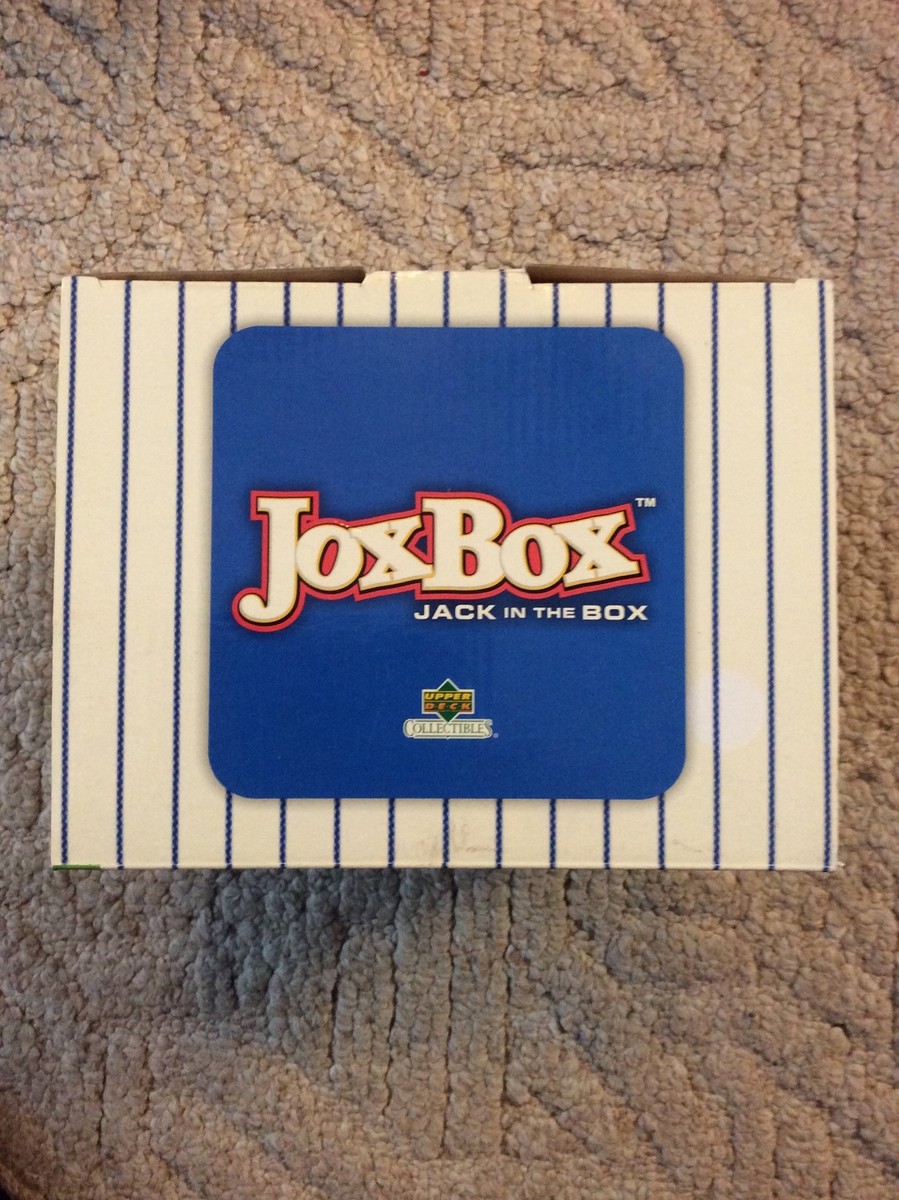 JoxBox™
JACK IN THE BOX
UPPER
DECK
COLLECTIBLES®